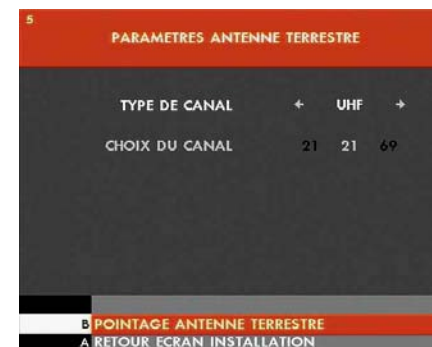 5
PARAMETRES ANTENNE TERRESTRE
TYPE DE CANAL ← UHF →
CHOIX DU CANAL 21 21 69
B POINTAGE ANTENNE TERRESTRE
A RETOUR ECRAN INSTALLATION